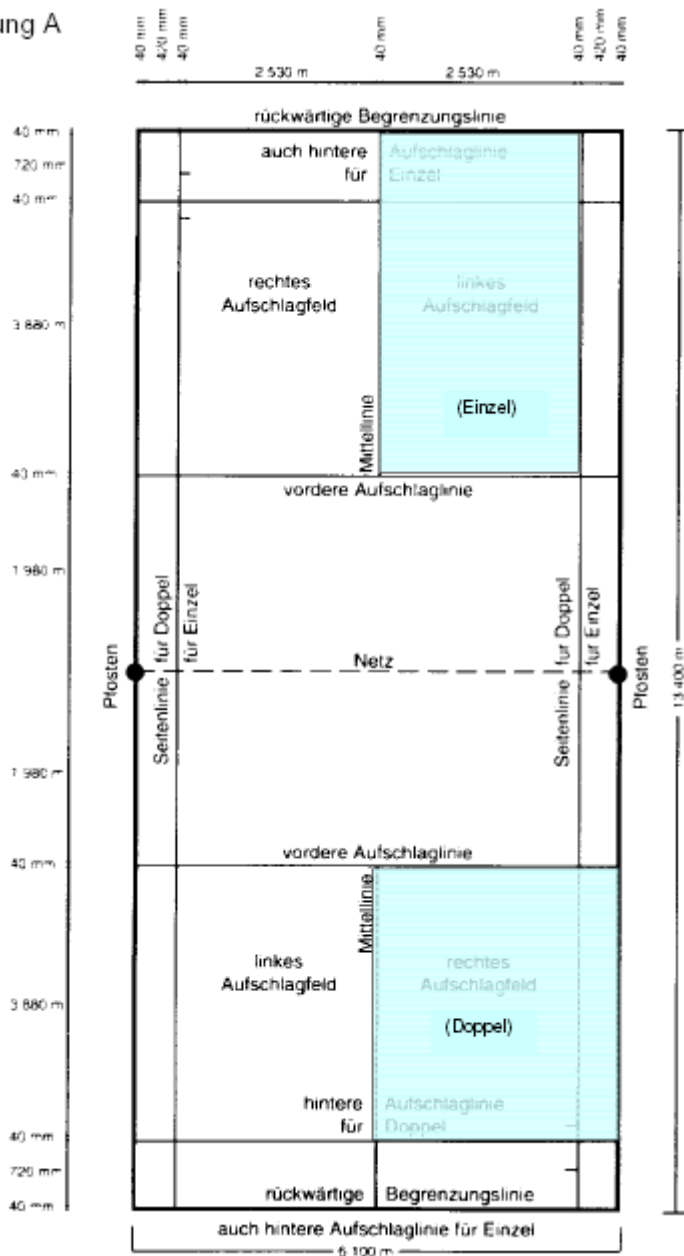 ung A
40 mm
420 mm
40 mm
40 mm
40 mm
420 mm
40 mm
2 530 m
2 530 m
rückwärtige Begrenzungslinie
40 mm
720 mm
40 mm
auch hintere Aufschlaglinie
für Einzel
rechtes
Aufschlagfeld
linkes
Aufschlagfeld
3 880 m
(Einzel)
Mittellinie
40 mm
vordere Aufschlaglinie
1 980 m
Pfosten
Seitenlinie für Doppel
für Einzel
Netz
Seitenlinie für Doppel
für Einzel
Pfosten
13 400 m
1 980 m
vordere Aufschlaglinie
40 mm
Mittellinie
linkes
Aufschlagfeld
rechtes
Aufschlagfeld
3 880 m
(Doppel)
hintere Aufschlaglinie
für Doppel
40 mm
720 mm
40 mm
rückwärtige Begrenzungslinie
auch hintere Aufschlaglinie für Einzel
6 100 m